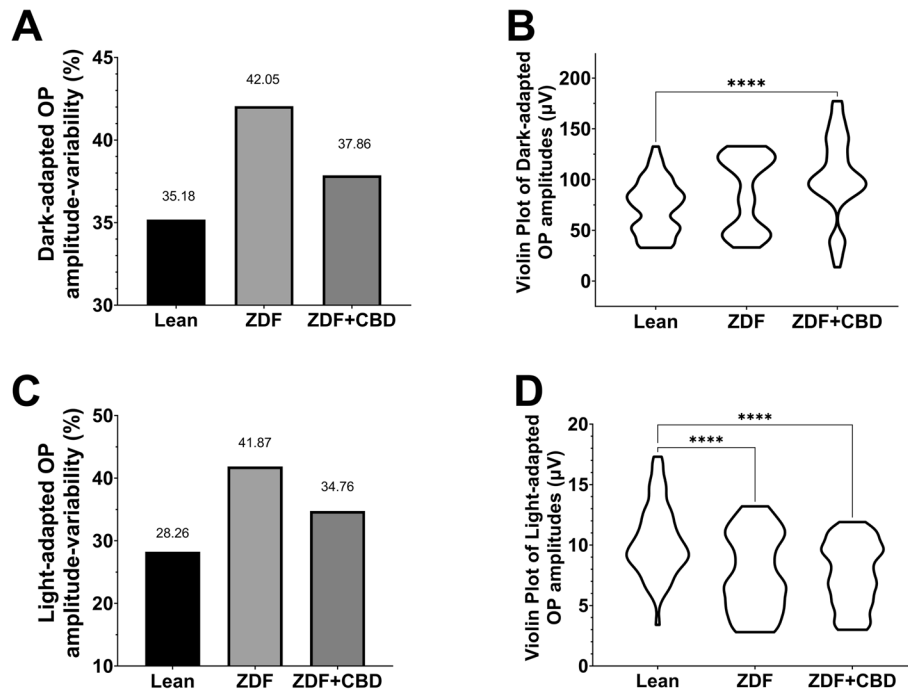 A
Dark-adapted OP
amplitude-variability (%)
45
40
35
30
35.18
42.05
37.86
Lean ZDF ZDF+CBD
B
Violin Plot of Dark-adapted
OP amplitudes (µV)
200
150
100
50
0
****
Lean ZDF ZDF+CBD
C
Light-adapted OP
amplitude-variability (%)
50
40
30
20
10
28.26
41.87
34.76
Lean ZDF ZDF+CBD
D
Violin Plot of Light-adapted
OP amplitudes (µV)
20
15
10
5
0
****
****
Lean ZDF ZDF+CBD